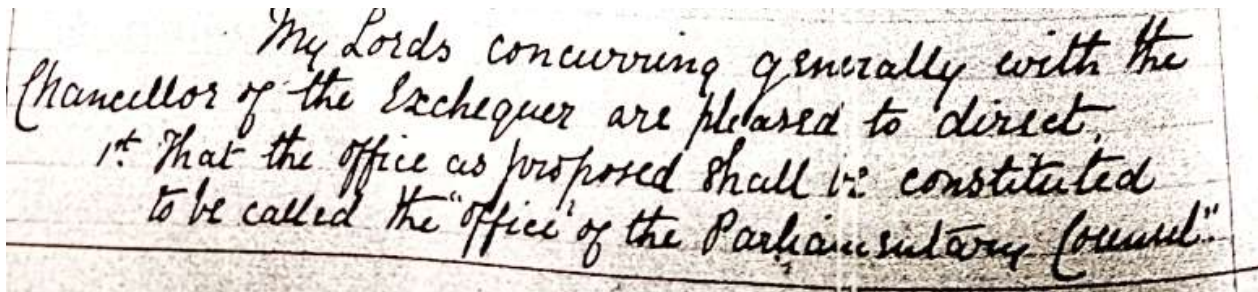 My Lords concurring generally with the
Chancellor of the Exchequer are pleased to direct,
1st. That the office as proposed shall be constituted
to be called the "office" of the Parliamentary Counsel."